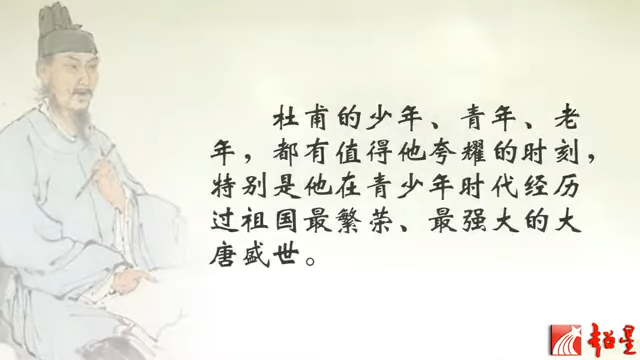 杜甫的少年、青年、老
年，都有值得他夸耀的时刻，
特别是他在青少年时代经历
过祖国最繁荣、最强大的大
唐盛世。
超星